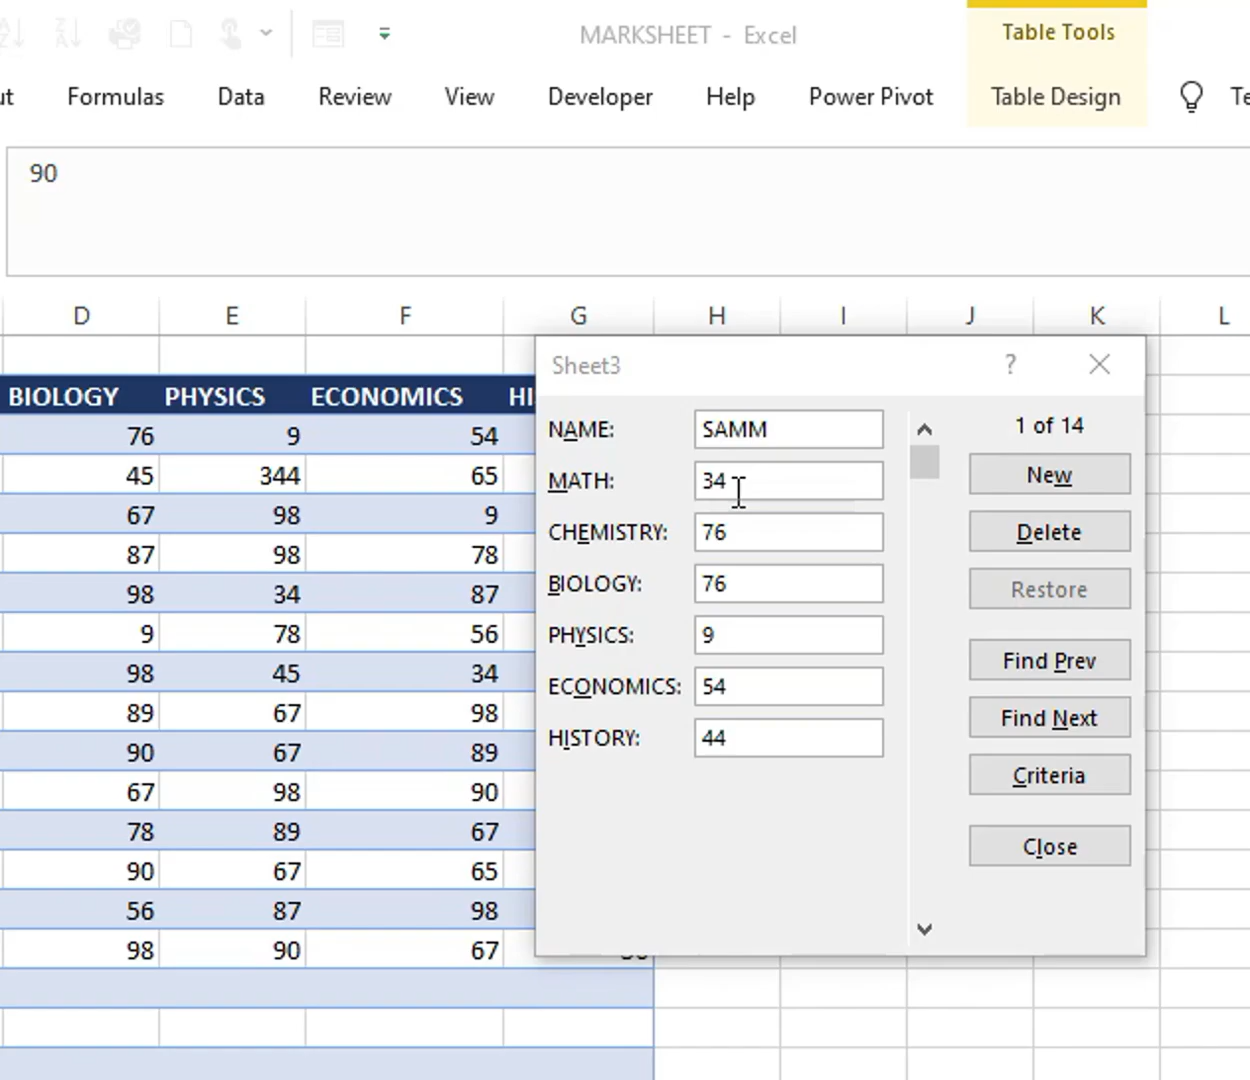 MARKSHEET - Excel
Table Tools
Formulas Data Review View Developer Help Power Pivot Table Design
90
D E F G H I J K L
BIOLOGY PHYSICS ECONOMICS
76 9 54
45 344 65
67 98 9
87 98 78
98 34 87
9 78 56
98 45 34
89 67 98
90 67 89
67 98 90
78 89 67
90 67 65
56 87 98
98 90 67
Sheet3 ?
NAME: SAMM
MATH: 34
CHEMISTRY: 76
BIOLOGY: 76
PHYSICS: 9
ECONOMICS: 54
HISTORY: 44
1 of 14
New
Delete
Restore
Find Prev
Find Next
Criteria
Close